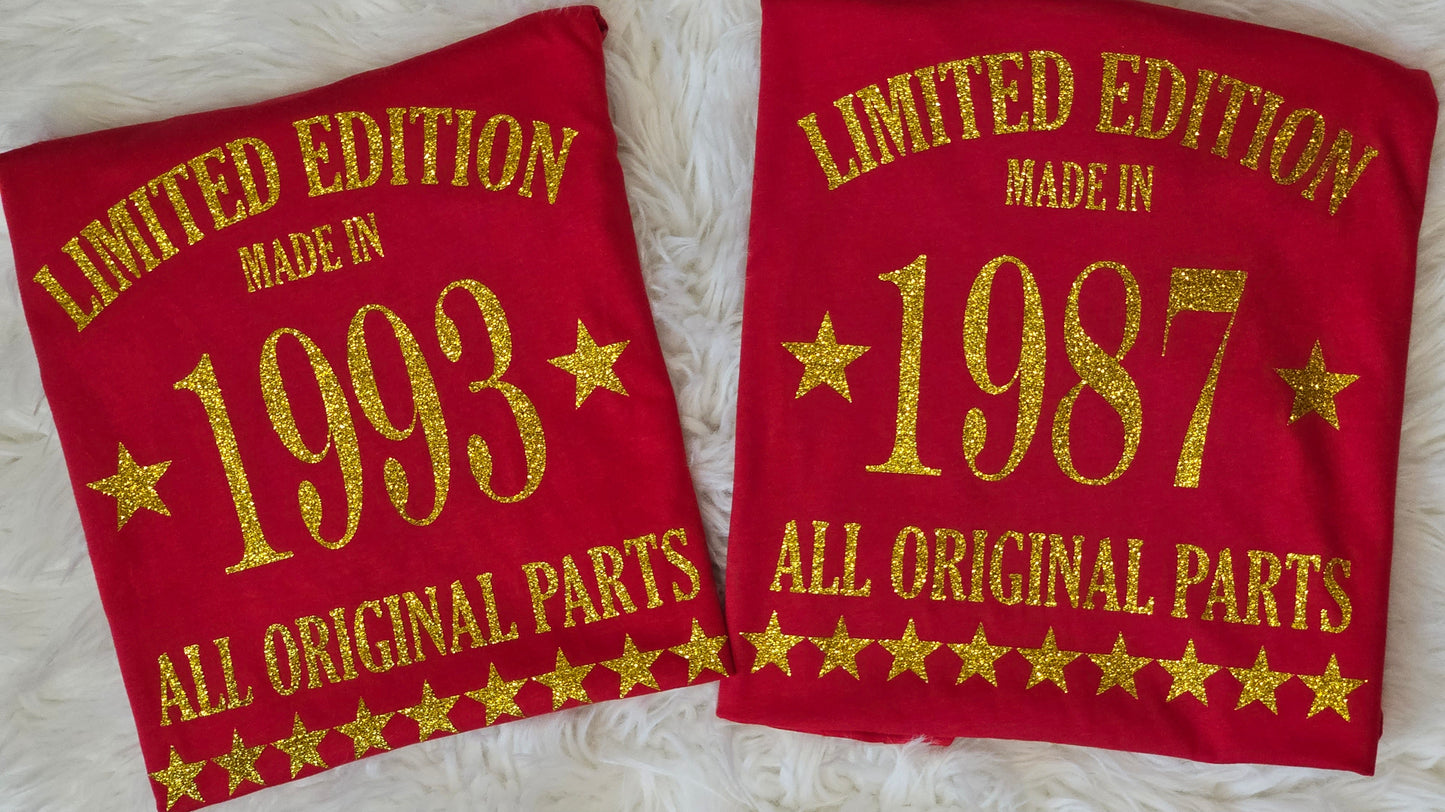 LIMITED EDITION
MADE IN
1993
ALL ORIGINAL PARTS
LIMITED EDITION
MADE IN
1987
ALL ORIGINAL PARTS